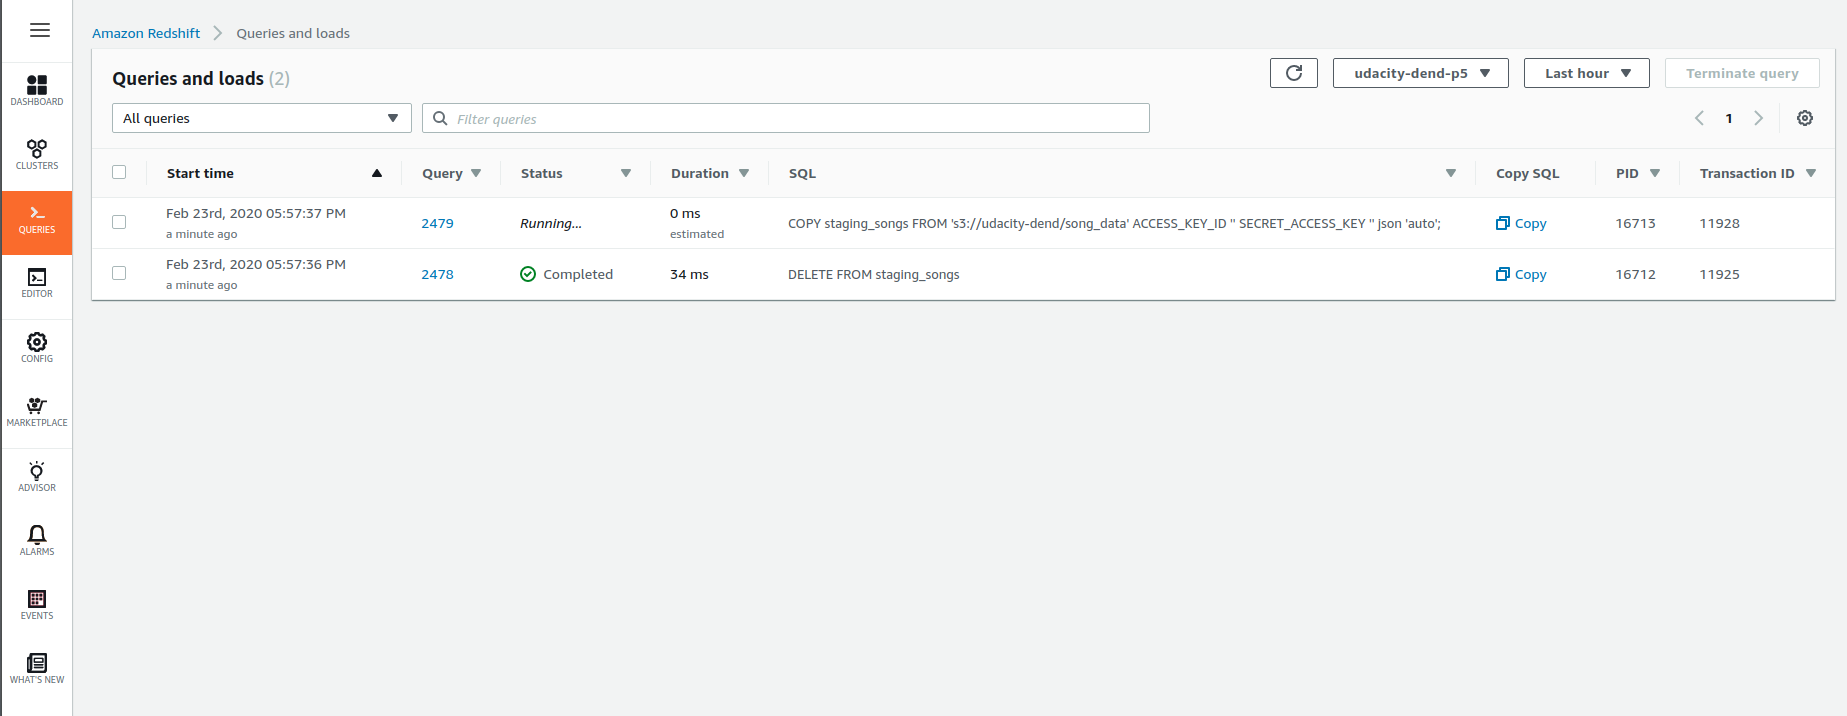 Amazon Redshift > Queries and loads
Queries and loads (2)
udacity-dend-p5
Last hour
Terminate query
All queries
Filter queries
1
Start time Query Status Duration SQL Copy SQL PID Transaction ID
Feb 23rd, 2020 05:57:37 PM
a minute ago
2479
Running...
0 ms
estimated
COPY staging_songs FROM 's3://udacity-dend/song_data' ACCESS_KEY_ID '' SECRET_ACCESS_KEY '' json 'auto';
Copy
16713
11928
Feb 23rd, 2020 05:57:36 PM
a minute ago
2478
Completed
34 ms
DELETE FROM staging_songs
Copy
16712
11925
DASHBOARD
CLUSTERS
QUERIES
EDITOR
CONFIG
MARKETPLACE
ADVISOR
ALARMS
EVENTS
WHAT'S NEW